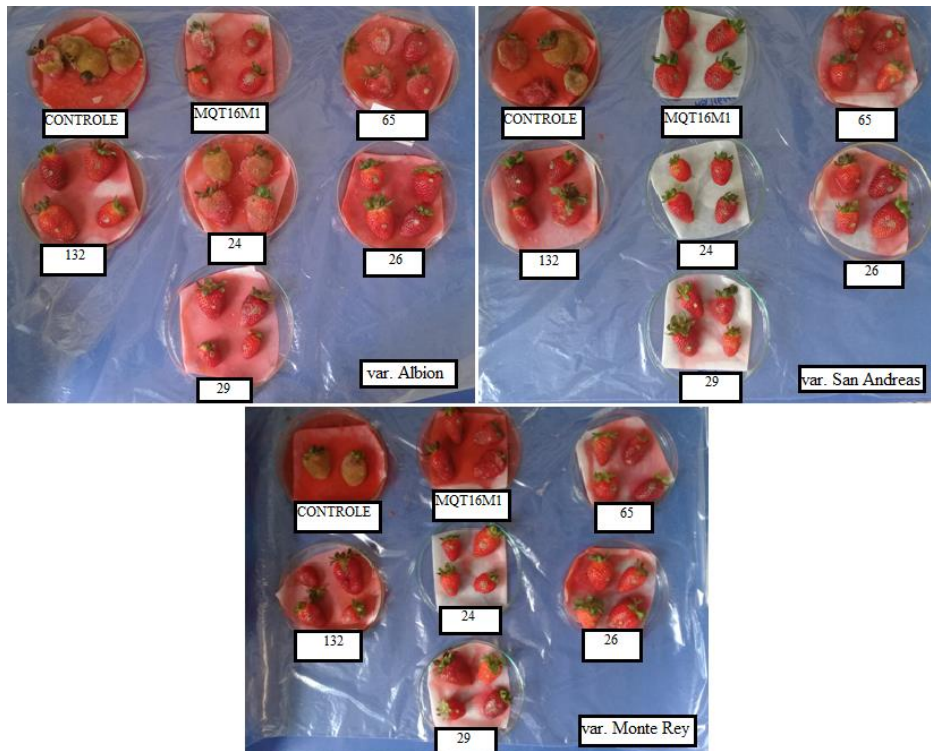 CONTROLE
MQT16M1
65
132
24
26
29
var. Albion
CONTROLE
MQT16M1
65
132
24
26
29
var. San Andreas
CONTROLE
MQT16M1
65
132
24
26
29
var. Monte Rey